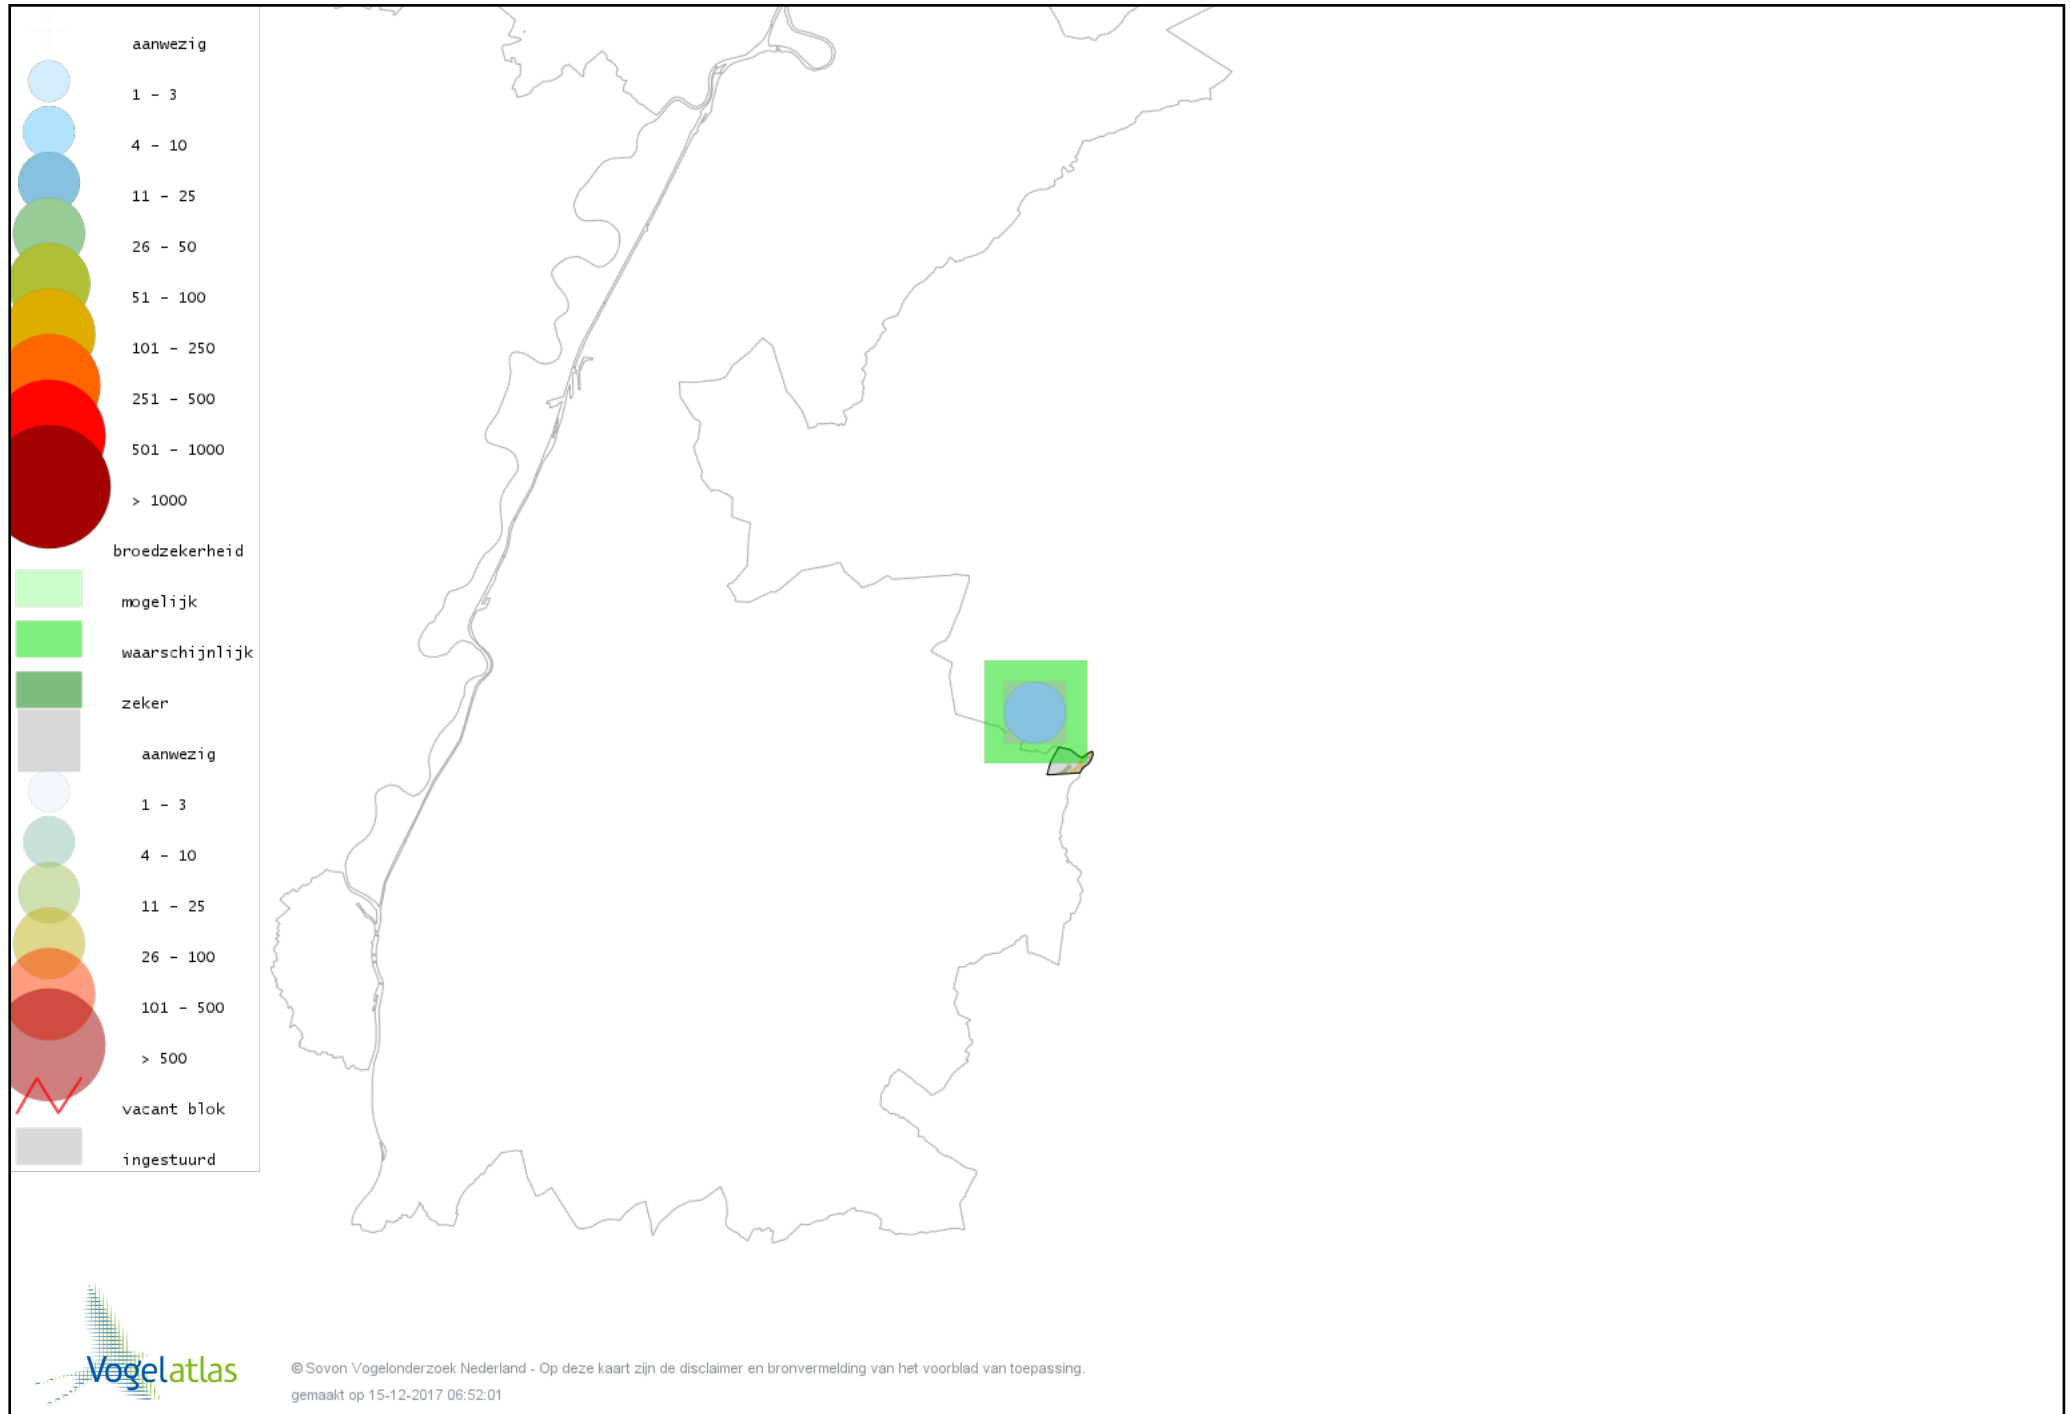 aanwezig
1 - 3
4 - 10
11 - 25
26 - 50
51 - 100
101 - 250
251 - 500
501 - 1000
> 1000
broedzekerheid
mogelijk
waarschijnlijk
zeker
aanwezig
1 - 3
4 - 10
11 - 25
26 - 100
101 - 500
> 500
vacant blok
ingestuurd
Vogelatlas
© Sovon Vogelonderzoek Nederland - Op deze kaart zijn de disclaimer en bronvermelding van het voorblad van toepassing.
gemaakt op 15-12-2017 06:52:01